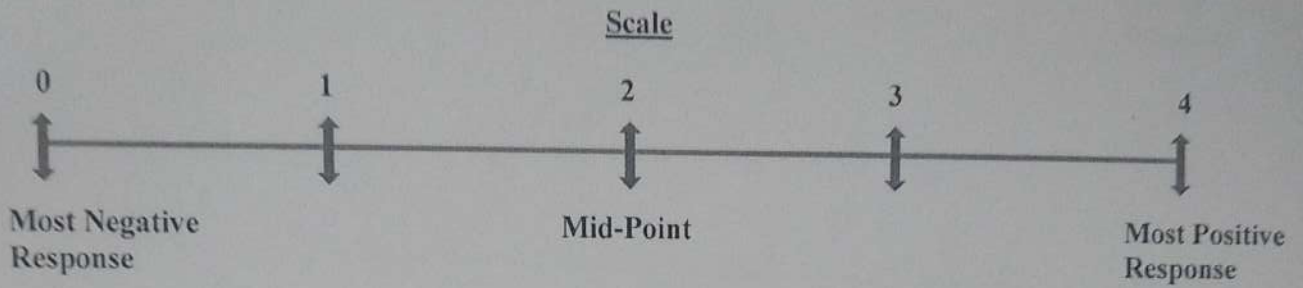 Scale
0 1 2 3 4
Most Negative
Response
Mid-Point
Most Positive
Response